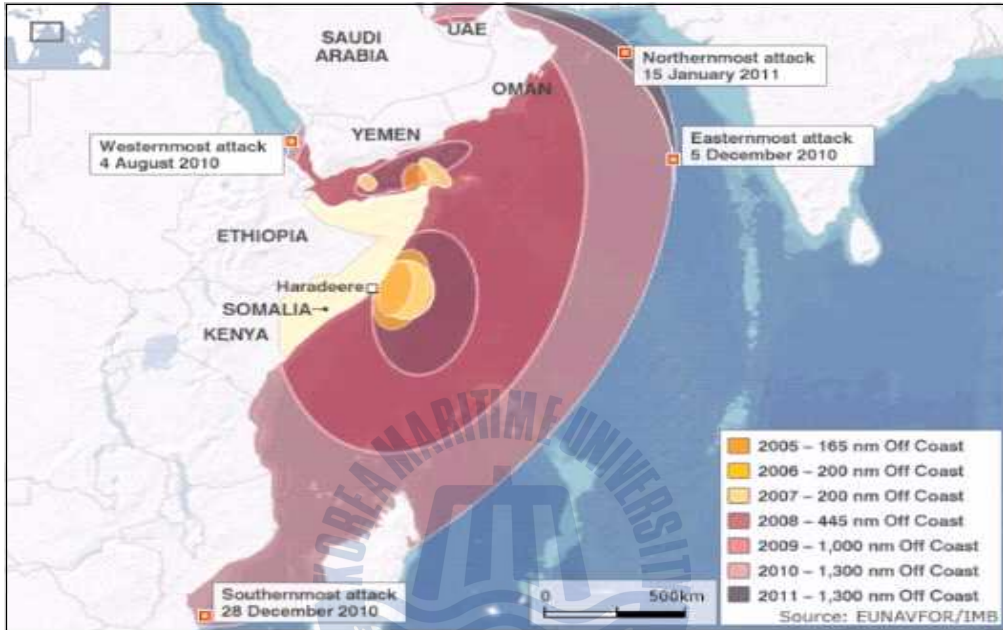 SAUDI
ARABIA
UAE
Northernmost attack
15 January 2011
OMAN
YEMEN
Westernmost attack
4 August 2010
Easternmost attack
5 December 2010
ETHIOPIA
Haradeere
SOMALIA
KENYA
KOREA MARITIME UNIVERSITY
2005 – 165 nm Off Coast
2006 – 200 nm Off Coast
2007 – 200 nm Off Coast
2008 – 445 nm Off Coast
2009 – 1,000 nm Off Coast
2010 – 1,300 nm Off Coast
2011 – 1,300 nm Off Coast
Southernmost attack
28 December 2010
0 500km
Source: EUNAVFOR/IMB